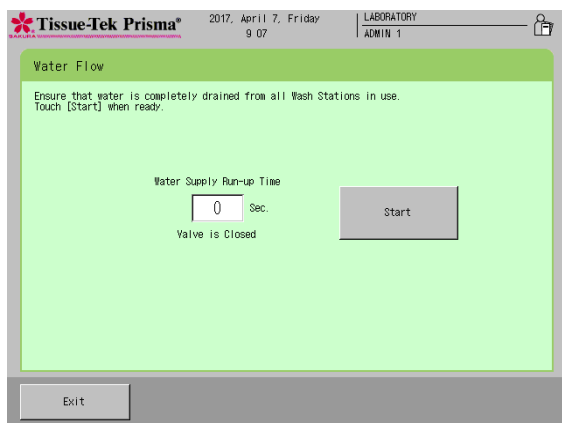 Tissue-Tek Prisma®
SAKURA
2017, April 7, Friday
9 07
LABORATORY
ADMIN 1
Water Flow
Ensure that water is completely drained from all Wash Stations in use.
Touch [Start] when ready.
Water Supply Run-up Time
0 Sec.
Valve is Closed
Start
Exit